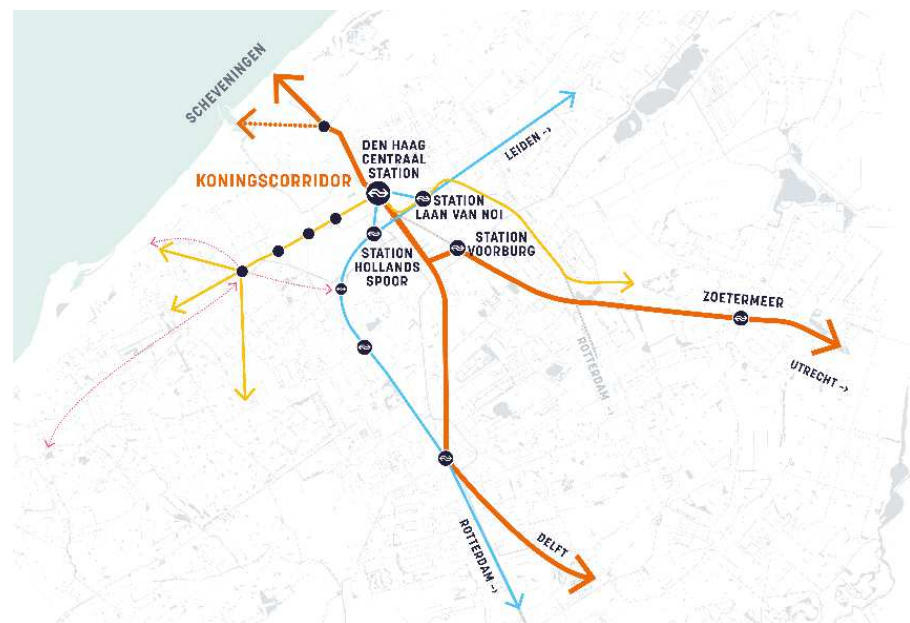 SCHEVENINGEN
DEN HAAG
CENTRAAL
STATION
LEIDEN ->
KONINGSCORRIDOR
STATION
LAAN VAN NOI
STATION
HOLLANDS
SPOOR
STATION
VOORBURG
ZOETERMEER
ROTTERDAM ->
UTRECHT ->
ROTTERDAM ->
DELFT